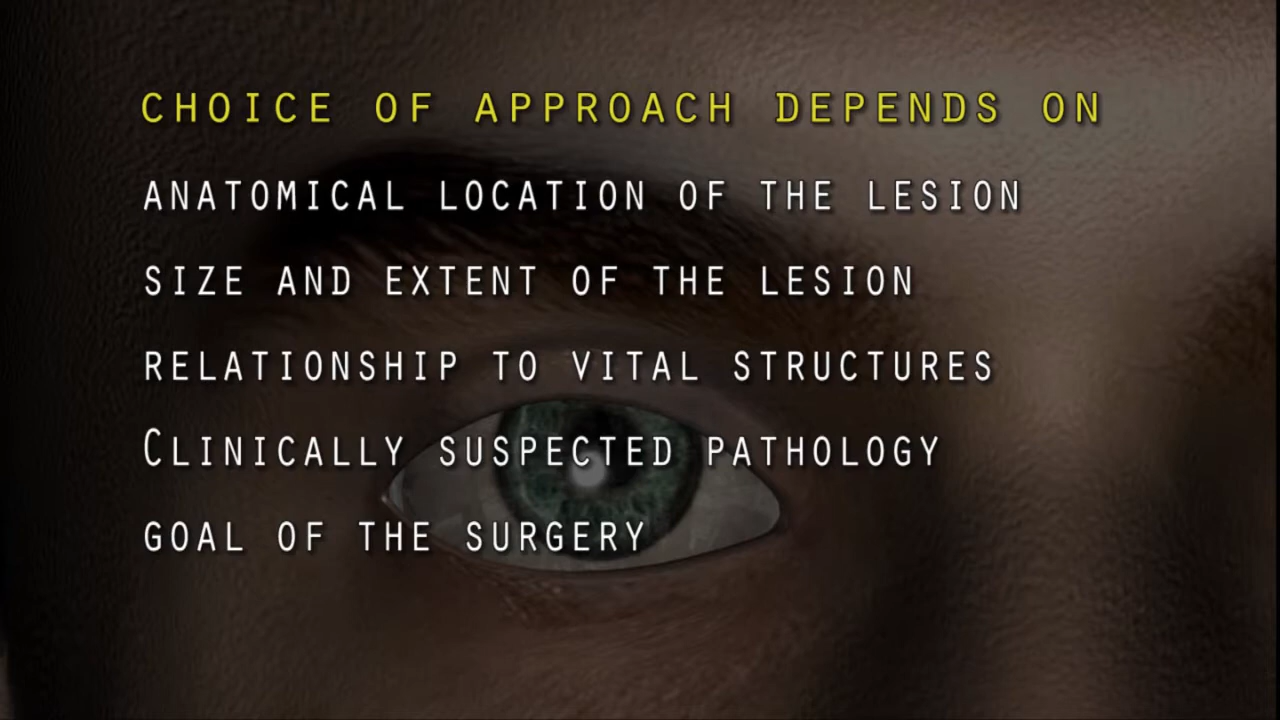 CHOICE OF APPROACH DEPENDS ON
ANATOMICAL LOCATION OF THE LESION
SIZE AND EXTENT OF THE LESION
RELATIONSHIP TO VITAL STRUCTURES
CLINICALLY SUSPECTED PATHOLOGY
GOAL OF THE SURGERY